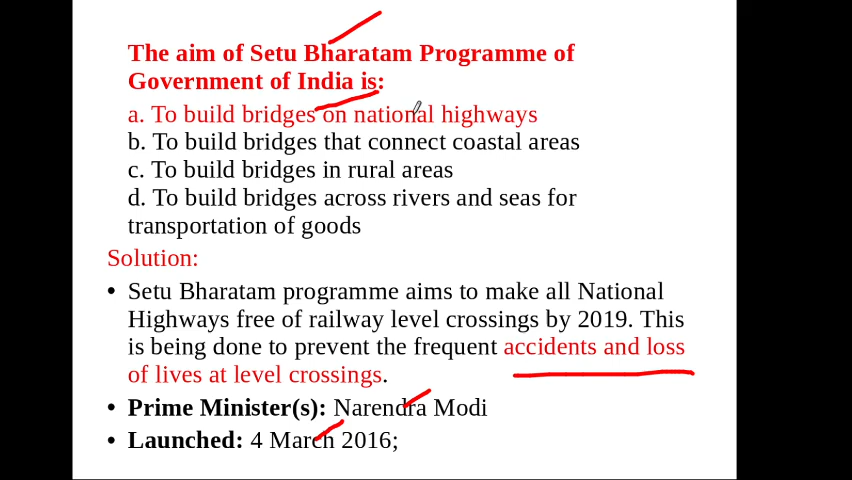 The aim of Setu Bharatam Programme of
Government of India is:
a. To build bridges on national highways
b. To build bridges that connect coastal areas
c. To build bridges in rural areas
d. To build bridges across rivers and seas for
transportation of goods
Solution:
• Setu Bharatam programme aims to make all National
Highways free of railway level crossings by 2019. This
is being done to prevent the frequent accidents and loss
of lives at level crossings.
• Prime Minister(s): Narendra Modi
• Launched: 4 March 2016;